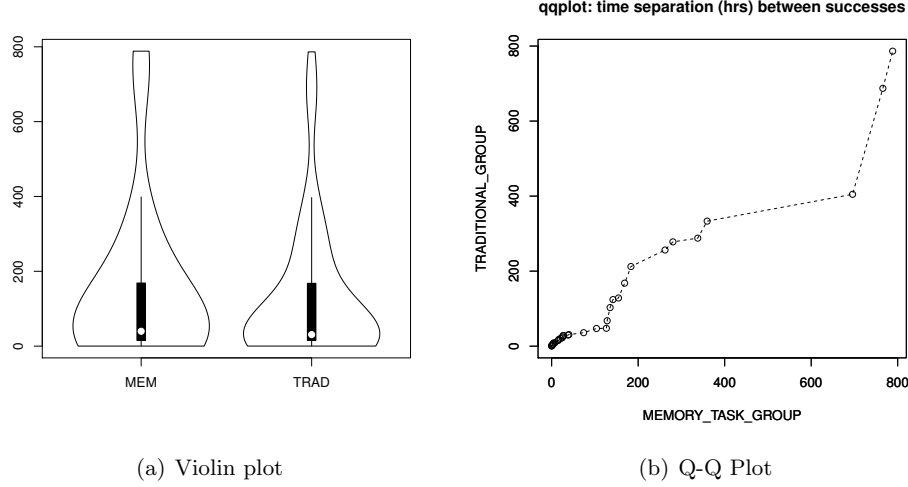 0 200 400 600 800
MEM TRAD
(a) Violin plot
qqplot: time separation (hrs) between successes
TRADITIONAL_GROUP
0 200 400 600 800
0 200 400 600 800
MEMORY_TASK_GROUP
(b) Q-Q Plot